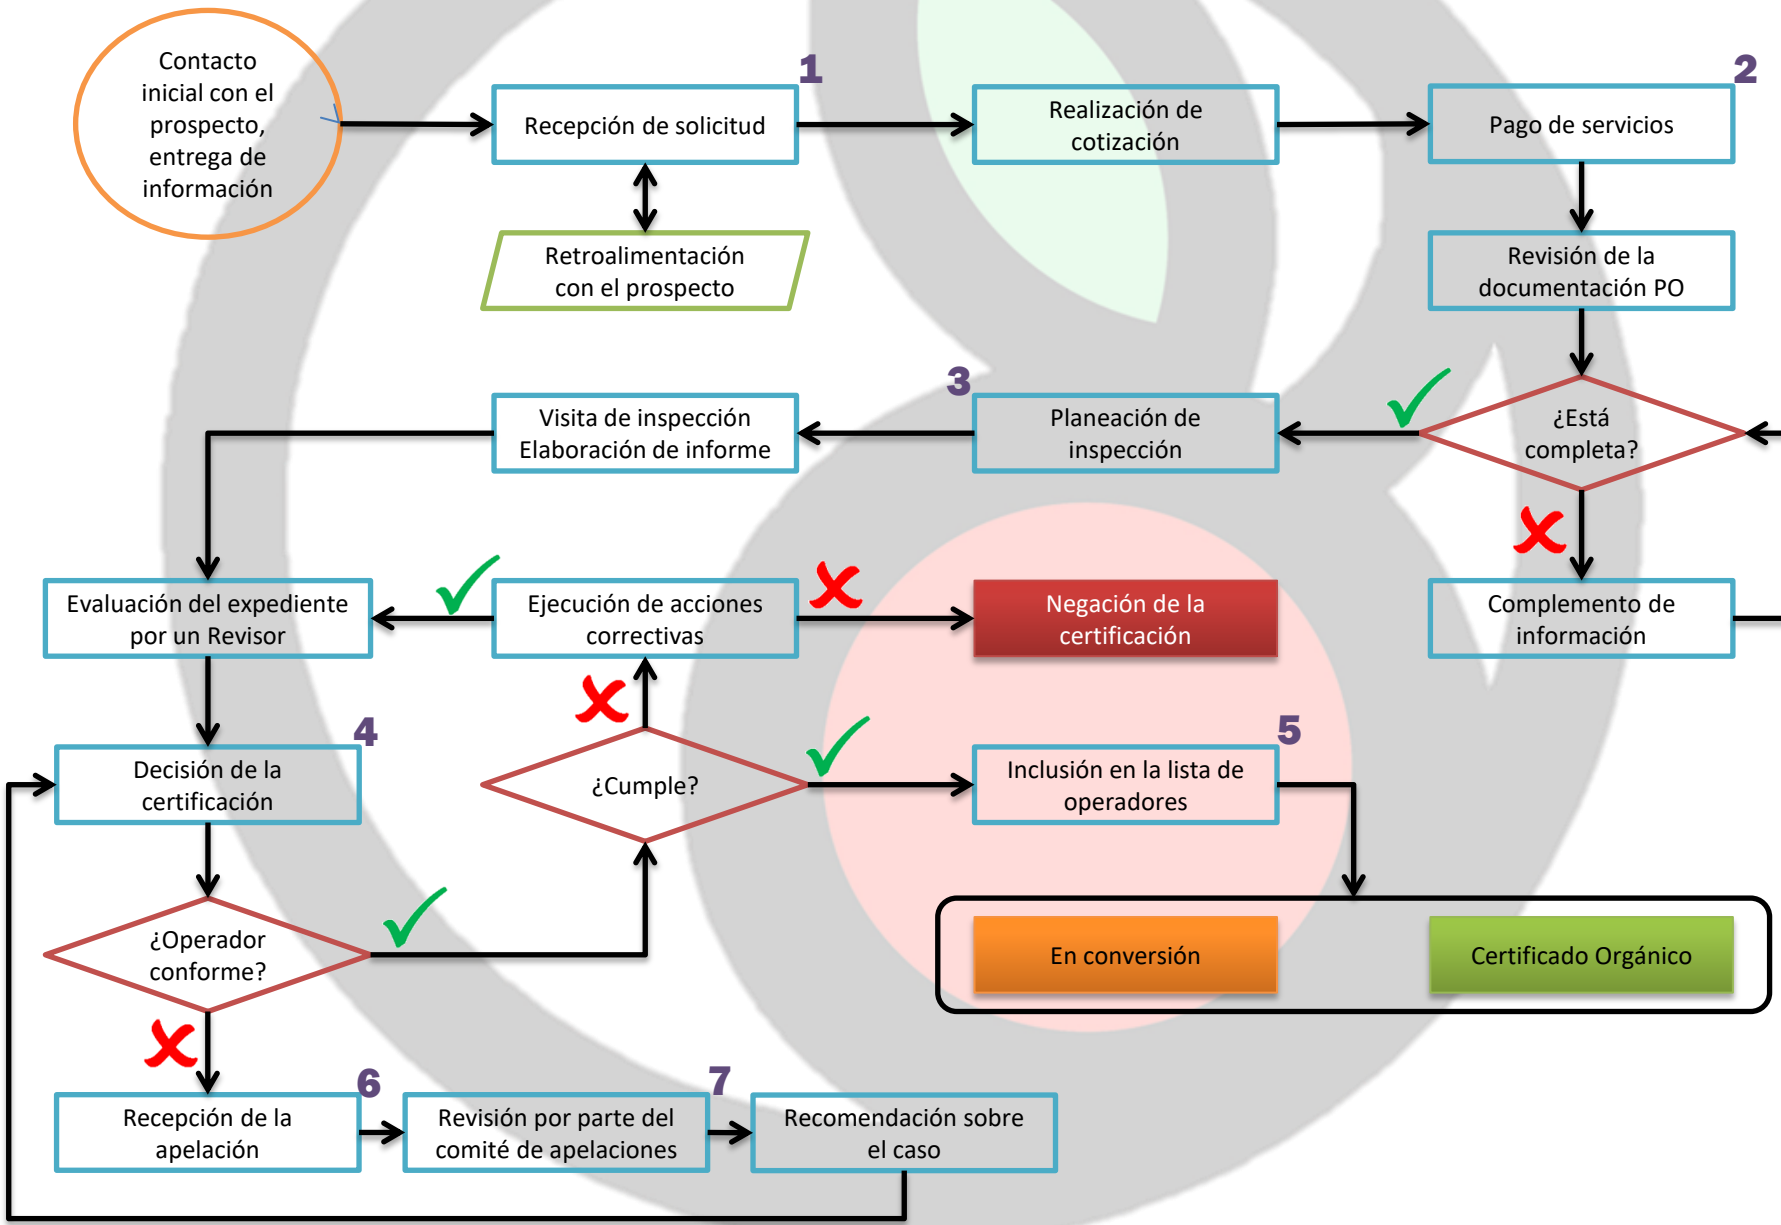 Contacto
inicial con el
prospecto,
entrega de
información
1
Recepción de solicitud
Realización de
cotización
2
Pago de servicios
Retroalimentación
con el prospecto
Revisión de la
documentación PO
¿Está
completa?
3
Planeación de
inspección
Visita de inspección
Elaboración de informe
Complemento de
información
Evaluación del expediente
por un Revisor
Ejecución de acciones
correctivas
Negación de la
certificación
4
Decisión de la
certificación
¿Cumple?
5
Inclusión en la lista de
operadores
¿Operador
conforme?
En conversión
Certificado Orgánico
6
Recepción de la
apelación
7
Revisión por parte del
comité de apelaciones
Recomendación sobre
el caso